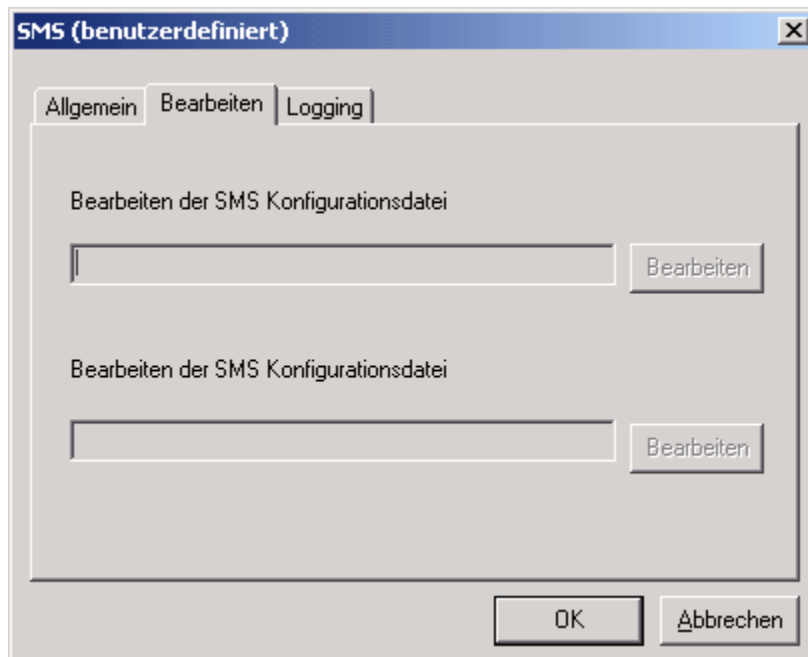 SMS (benutzerdefiniert)
Allgemein Bearbeiten Logging
Bearbeiten der SMS Konfigurationsdatei
Bearbeiten
Bearbeiten der SMS Konfigurationsdatei
Bearbeiten
OK Abbrechen